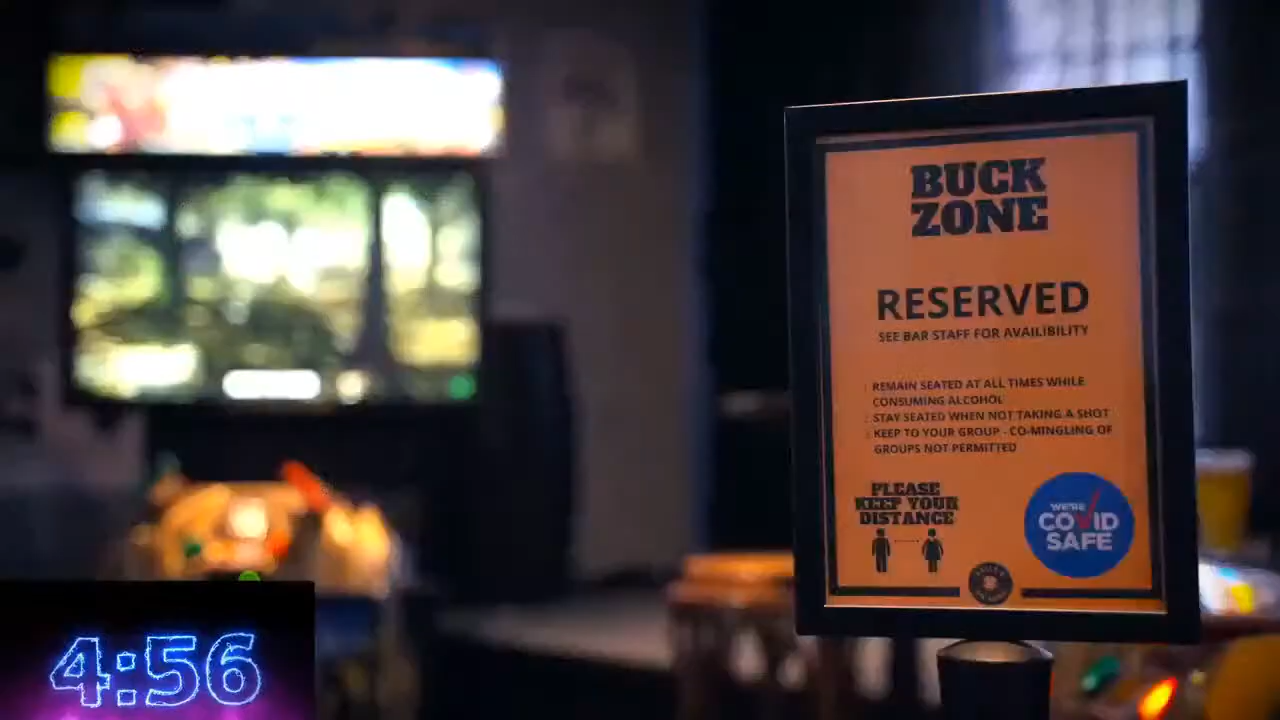 BUCK
ZONE
RESERVED
SEE BAR STAFF FOR AVAILIBILITY
: REMAIN SEATED AT ALL TIMES WHILE
CONSUMING ALCOHOL
: STAY SEATED WHEN NOT TAKING A SHOT
: KEEP TO YOUR GROUP - CO-MINGLING OF
GROUPS NOT PERMITTED
PLEASE
KEEP YOUR
DISTANCE
WE'RE
COVID
SAFE
4:56